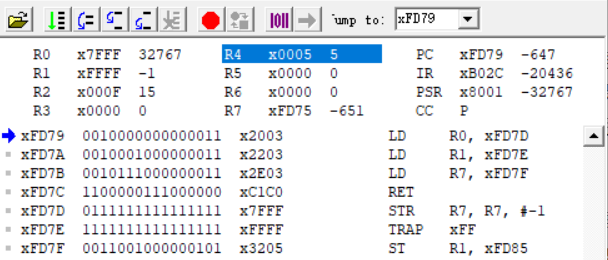 Jump to: xFD79
R0 x7FFF 32767 R4 x0005 5 PC xFD79 -647
R1 xFFFF -1 R5 x0000 0 IR xB02C -20436
R2 x000F 15 R6 x0000 0 PSR x8001 -32767
R3 x0000 0 R7 xFD75 -651 CC P
xFD79 0010000000000011 x2003 LD R0, xFD7D
xFD7A 0010001000000011 x2203 LD R1, xFD7E
xFD7B 0010111000000011 x2E03 LD R7, xFD7F
xFD7C 1100000111000000 xC1C0 RET
xFD7D 0111111111111111 x7FFF STR R7, R7, #-1
xFD7E 1111111111111111 xFFFF TRAP xFF
xFD7F 0011001000000101 x3205 ST R1, xFD85